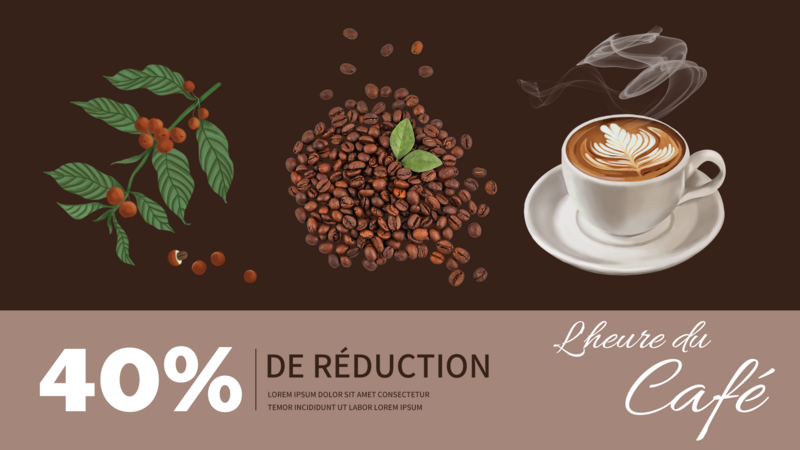 40%
DE RÉDUCTION
LOREM IPSUM DOLOR SIT AMET CONSECTETUR
TEMOR INCIDIDUNT UT LABOR LOREM IPSUM
L'heure du
Café